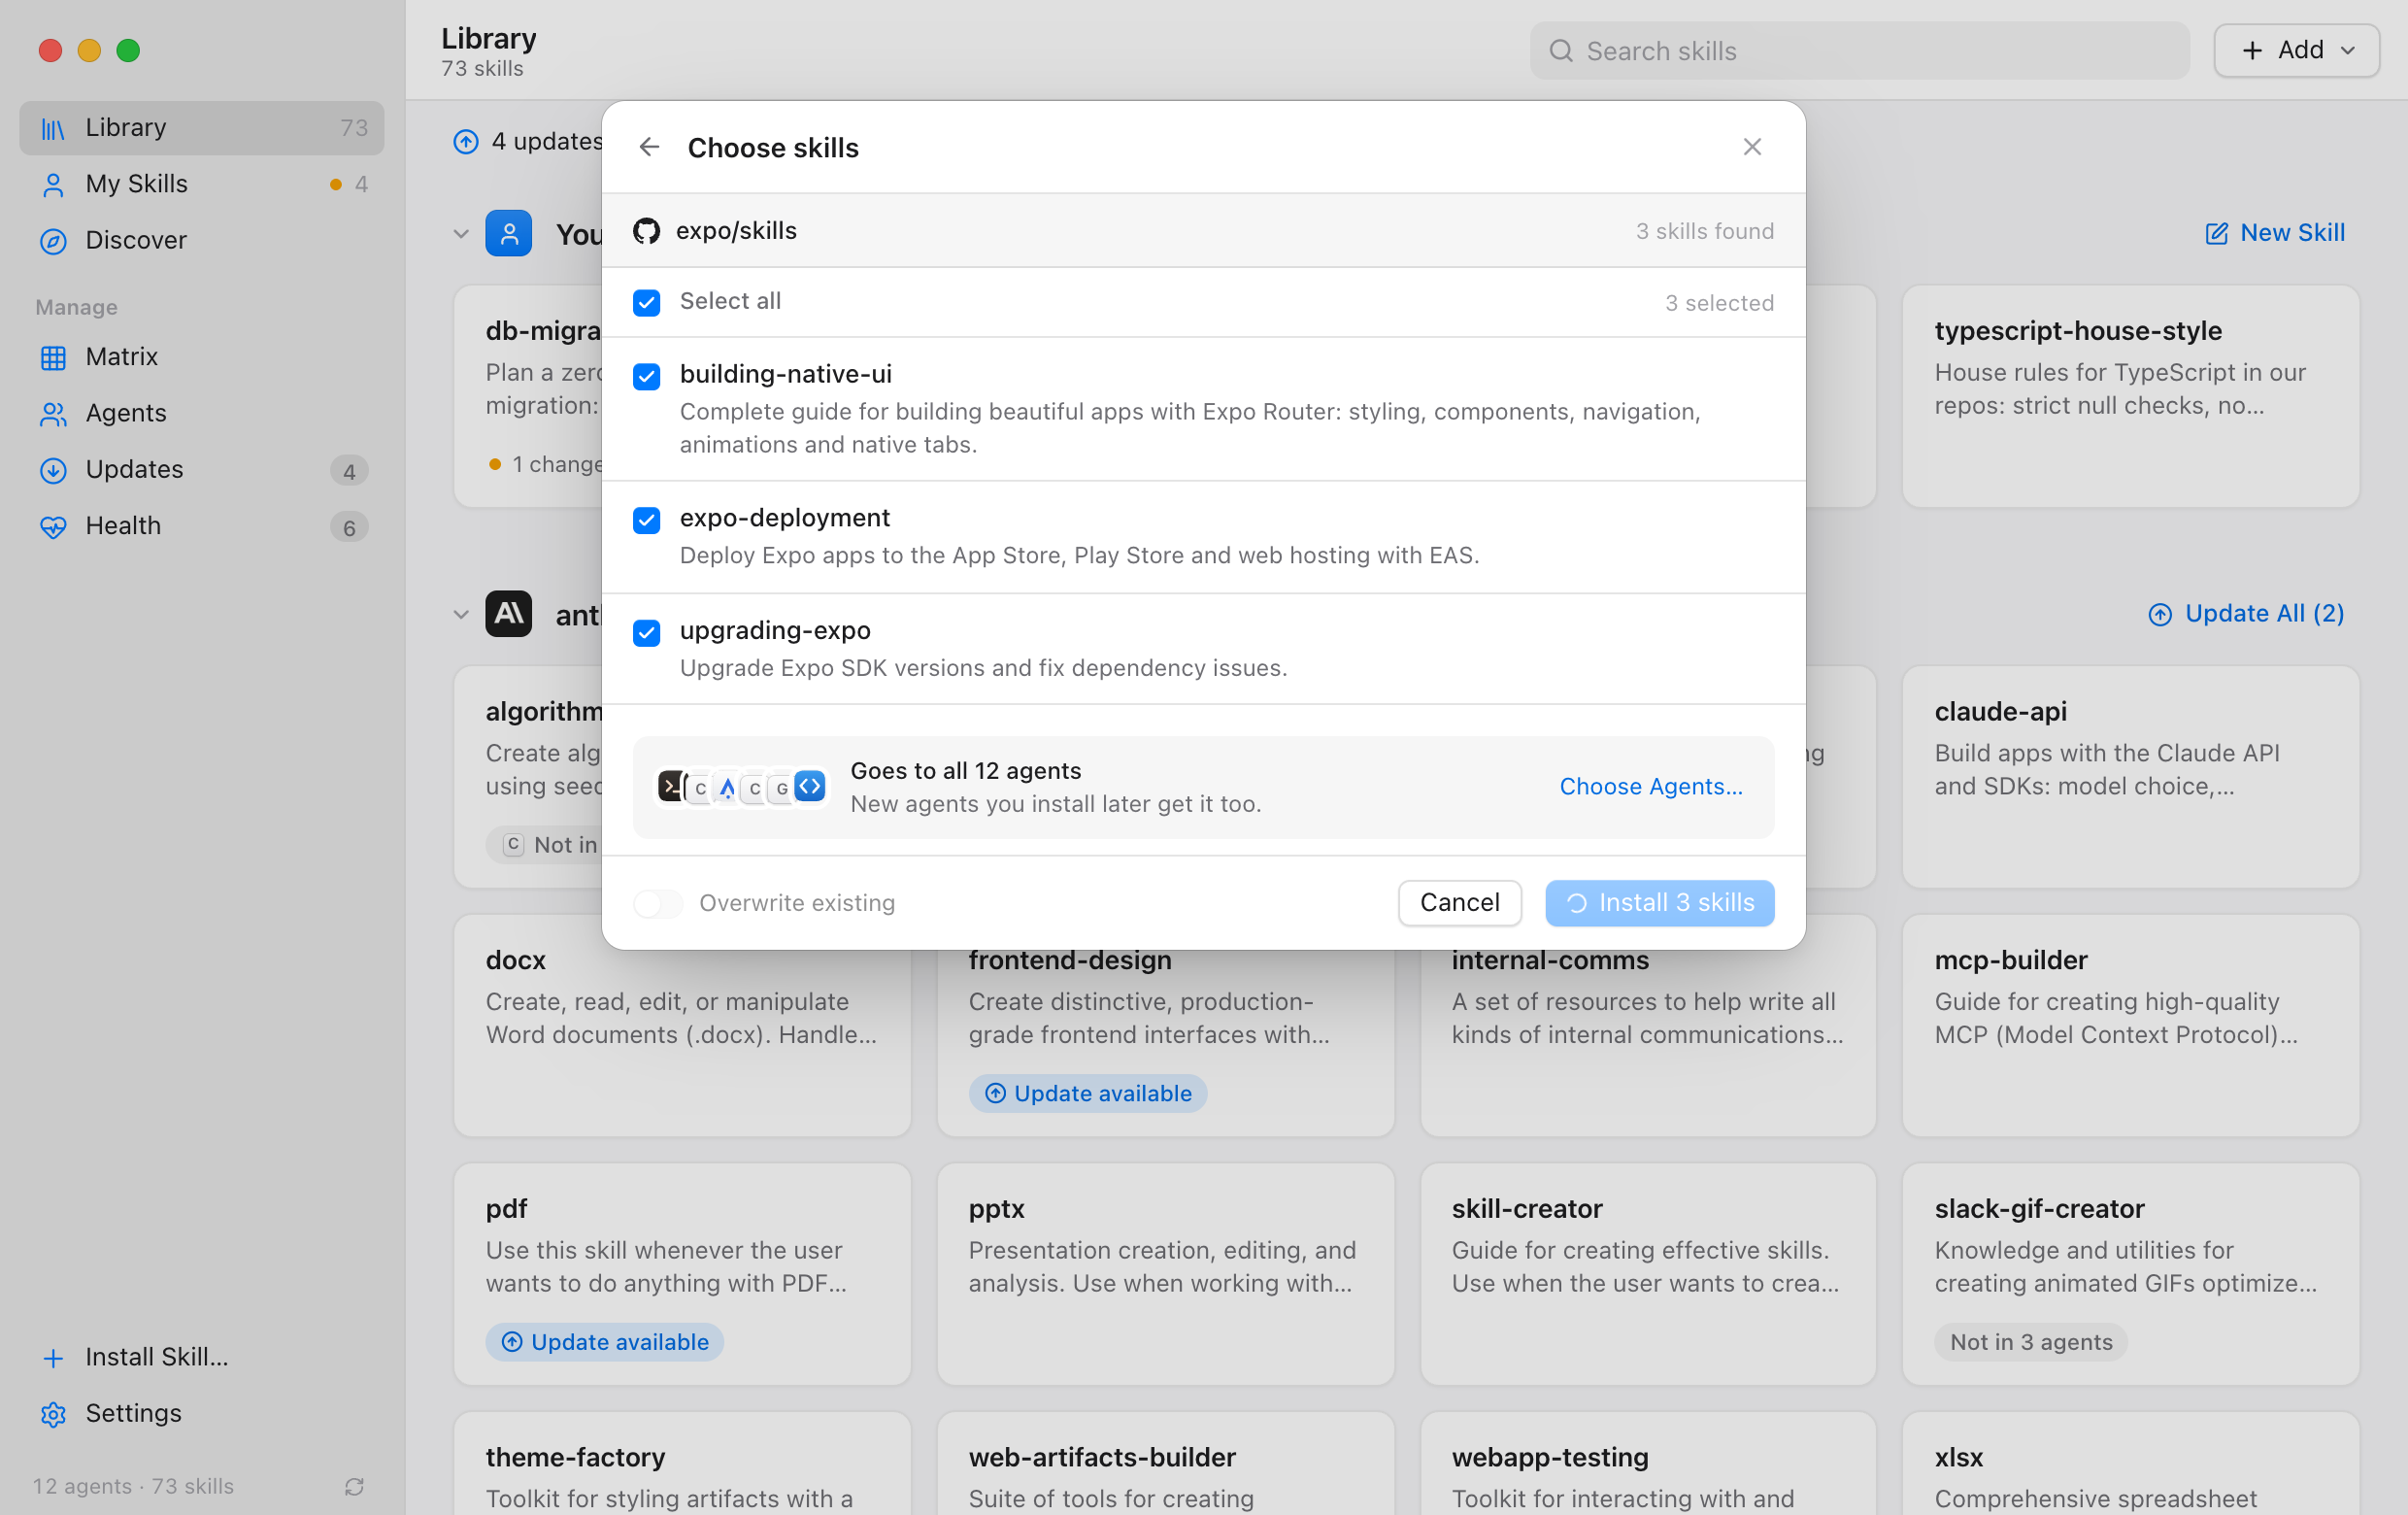 Library
73 skills
Search skills
Add
Library 73
My Skills 4
Discover
Manage
Matrix
Agents
Updates 4
Health 6
Install Skill...
Settings
12 agents · 73 skills
4 updates
You
New Skill
db-migra
Plan a zero
migration:
1 change
typescript-house-style
House rules for TypeScript in our
repos: strict null checks, no...
Update All (2)
algorithm
Create alg
using seed
C Not in
claude-api
Build apps with the Claude API
and SDKs: model choice,...
docx
Create, read, edit, or manipulate
Word documents (.docx). Handle...
frontend-design
Create distinctive, production-
grade frontend interfaces with...
Update available
internal-comms
A set of resources to help write all
kinds of internal communications...
mcp-builder
Guide for creating high-quality
MCP (Model Context Protocol)...
pdf
Use this skill whenever the user
wants to do anything with PDF...
Update available
pptx
Presentation creation, editing, and
analysis. Use when working with...
skill-creator
Guide for creating effective skills.
Use when the user wants to crea...
slack-gif-creator
Knowledge and utilities for
creating animated GIFs optimize...
Not in 3 agents
theme-factory
Toolkit for styling artifacts with a
web-artifacts-builder
Suite of tools for creating
webapp-testing
Toolkit for interacting with and
xlsx
Comprehensive spreadsheet
Choose skills
expo/skills 3 skills found
Select all 3 selected
building-native-ui
Complete guide for building beautiful apps with Expo Router: styling, components, navigation,
animations and native tabs.
expo-deployment
Deploy Expo apps to the App Store, Play Store and web hosting with EAS.
upgrading-expo
Upgrade Expo SDK versions and fix dependency issues.
C C G
Goes to all 12 agents
New agents you install later get it too.
Choose Agents...
Overwrite existing
Cancel
Install 3 skills